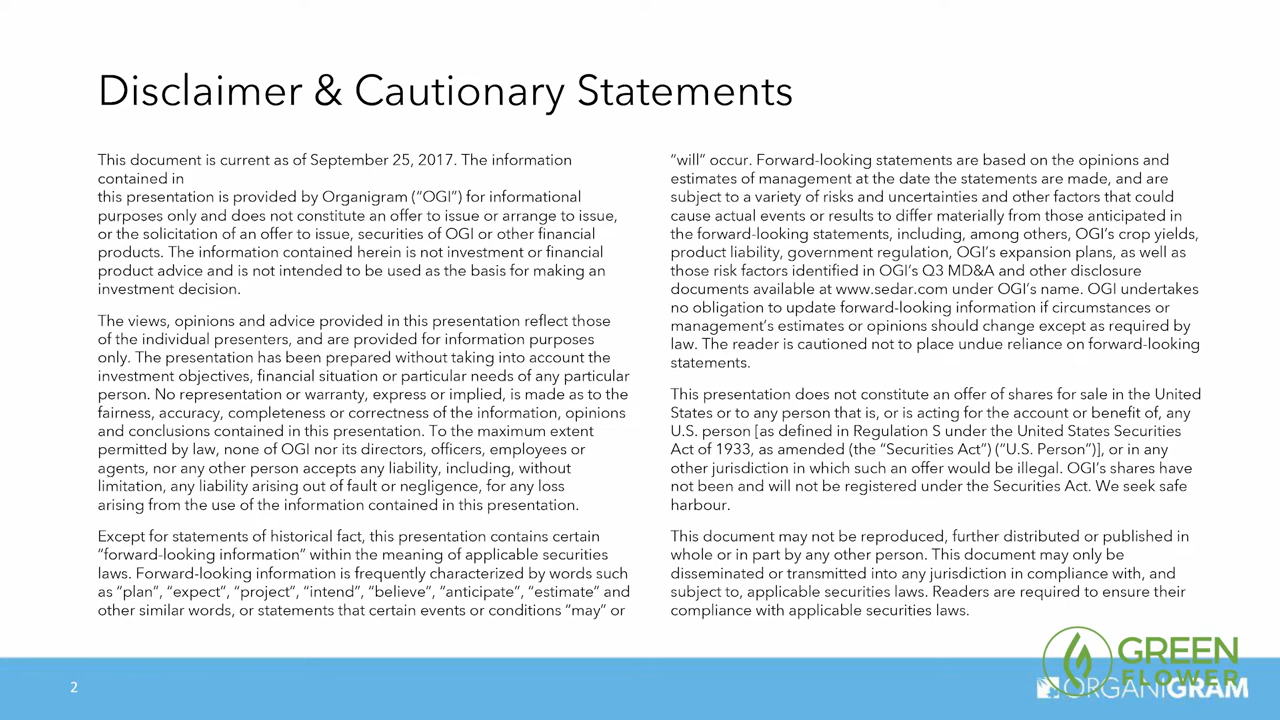 Disclaimer & Cautionary Statements
This document is current as of September 25, 2017. The information
contained in
this presentation is provided by Organigram (“OGI”) for informational
purposes only and does not constitute an offer to issue or arrange to issue,
or the solicitation of an offer to issue, securities of OGI or other financial
products. The information contained herein is not investment or financial
product advice and is not intended to be used as the basis for making an
investment decision.
The views, opinions and advice provided in this presentation reflect those
of the individual presenters, and are provided for information purposes
only. The presentation has been prepared without taking into account the
investment objectives, financial situation or particular needs of any particular
person. No representation or warranty, express or implied, is made as to the
fairness, accuracy, completeness or correctness of the information, opinions
and conclusions contained in this presentation. To the maximum extent
permitted by law, none of OGI nor its directors, officers, employees or
agents, nor any other person accepts any liability, including, without
limitation, any liability arising out of fault or negligence, for any loss
arising from the use of the information contained in this presentation.
Except for statements of historical fact, this presentation contains certain
“forward-looking information” within the meaning of applicable securities
laws. Forward-looking information is frequently characterized by words such
as “plan”, “expect”, “project”, “intend”, “believe”, “anticipate”, “estimate” and
other similar words, or statements that certain events or conditions “may” or
“will” occur. Forward-looking statements are based on the opinions and
estimates of management at the date the statements are made, and are
subject to a variety of risks and uncertainties and other factors that could
cause actual events or results to differ materially from those anticipated in
the forward-looking statements, including, among others, OGI’s crop yields,
product liability, government regulation, OGI’s expansion plans, as well as
those risk factors identified in OGI’s Q3 MD&A and other disclosure
documents available at www.sedar.com under OGI’s name. OGI undertakes
no obligation to update forward-looking information if circumstances or
management’s estimates or opinions should change except as required by
law. The reader is cautioned not to place undue reliance on forward-looking
statements.
This presentation does not constitute an offer of shares for sale in the United
States or to any person that is, or is acting for the account or benefit of, any
U.S. person [as defined in Regulation S under the United States Securities
Act of 1933, as amended (the “Securities Act”) (“U.S. Person”)], or in any
other jurisdiction in which such an offer would be illegal. OGI’s shares have
not been and will not be registered under the Securities Act. We seek safe
harbour.
This document may not be reproduced, further distributed or published in
whole or in part by any other person. This document may only be
disseminated or transmitted into any jurisdiction in compliance with, and
subject to, applicable securities laws. Readers are required to ensure their
compliance with applicable securities laws.
2
GREEN
FLOWER
ORGANIGRAM